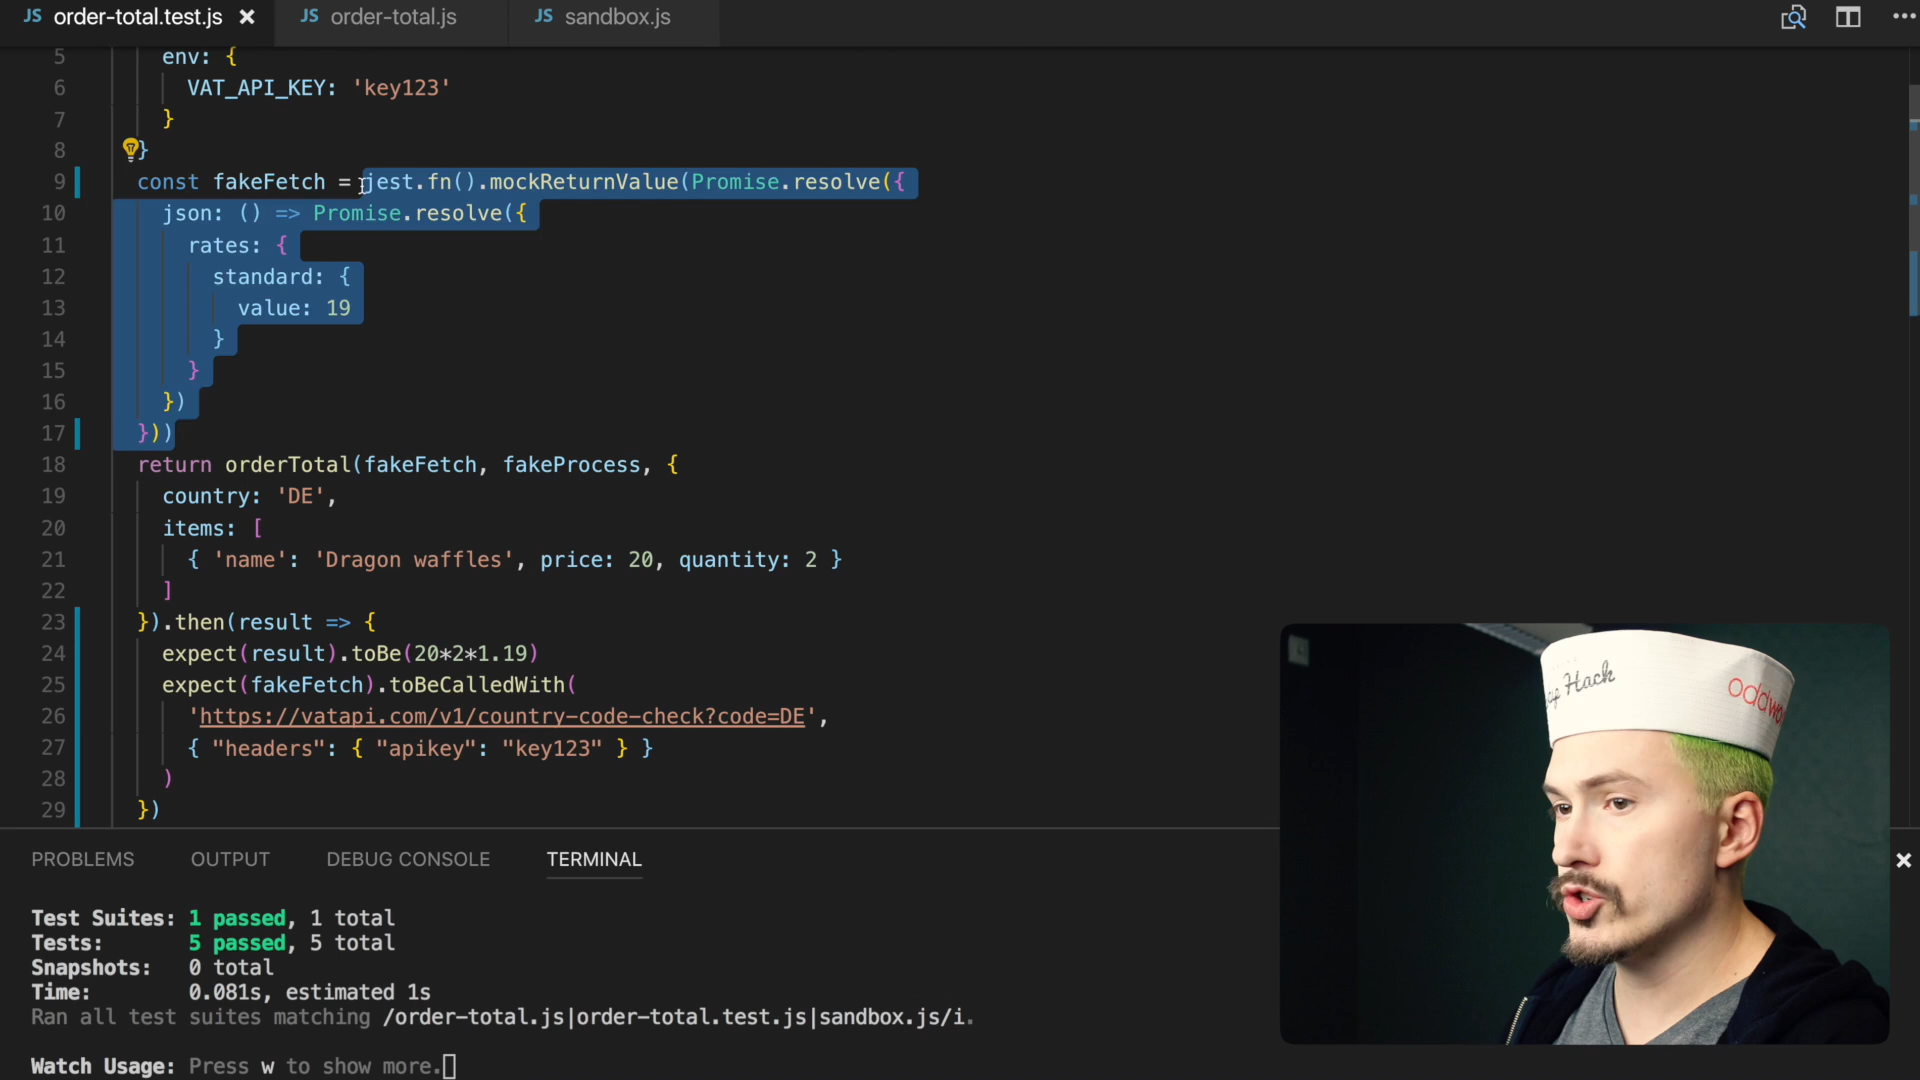 JS order-total.test.js × JS order-total.js JS sandbox.js
5 env: {
6 VAT_API_KEY: 'key123'
7 }
8 }
9 const fakeFetch = jest.fn().mockReturnValue(Promise.resolve({
10 json: () => Promise.resolve({
11 rates: {
12 standard: {
13 value: 19
14 }
15 }
16 })
17 }))
18 return orderTotal(fakeFetch, fakeProcess, {
19 country: 'DE',
20 items: [
21 { 'name': 'Dragon waffles', price: 20, quantity: 2 }
22 ]
23 }).then(result => {
24 expect(result).toBe(20*2*1.19)
25 expect(fakeFetch).toBeCalledWith(
26 'https://vatapi.com/v1/country-code-check?code=DE',
27 { "headers": { "apikey": "key123" } }
28 )
29 })
PROBLEMS OUTPUT DEBUG CONSOLE TERMINAL
Test Suites: 1 passed, 1 total
Tests: 5 passed, 5 total
Snapshots: 0 total
Time: 0.081s, estimated 1s
Ran all test suites matching /order-total.js|order-total.test.js|sandbox.js/i.
Watch Usage: Press w to show more.
Hack